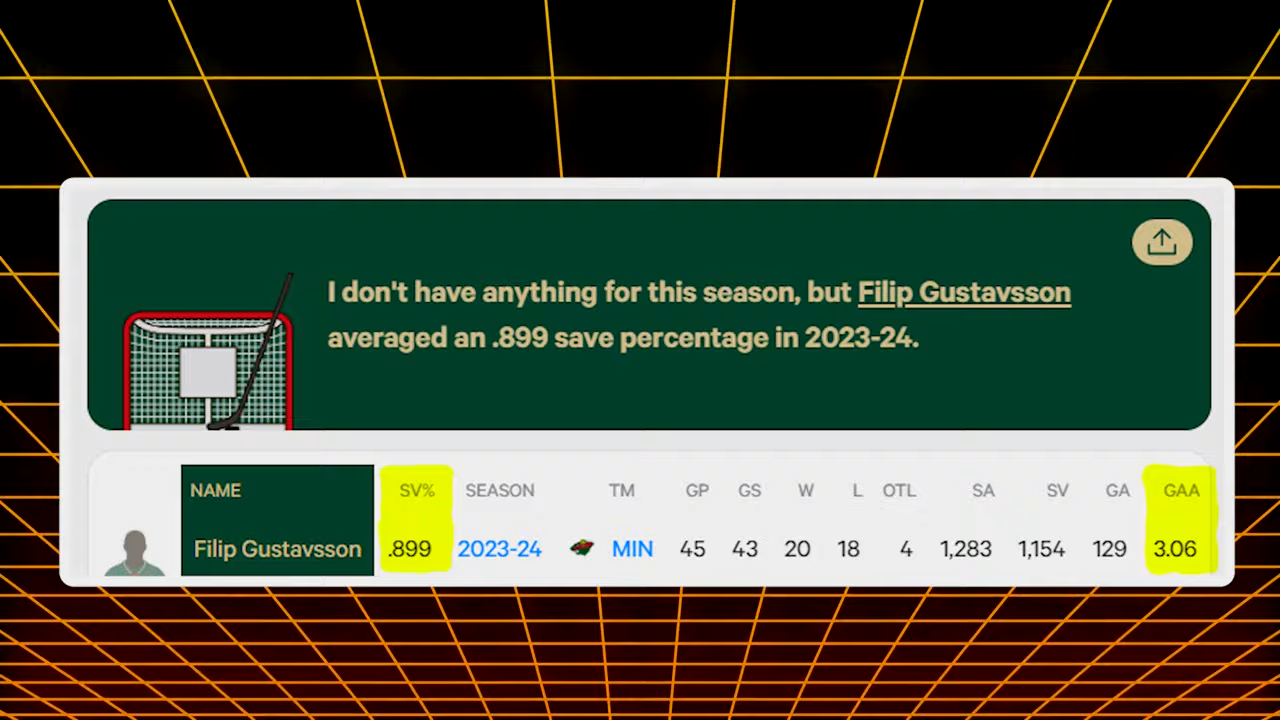 I don't have anything for this season, but Filip Gustavsson
averaged an .899 save percentage in 2023-24.
NAME SV% SEASON TM GP GS W L OTL SA SV GA GAA
Filip Gustavsson .899 2023-24 MIN 45 43 20 18 4 1,283 1,154 129 3.06